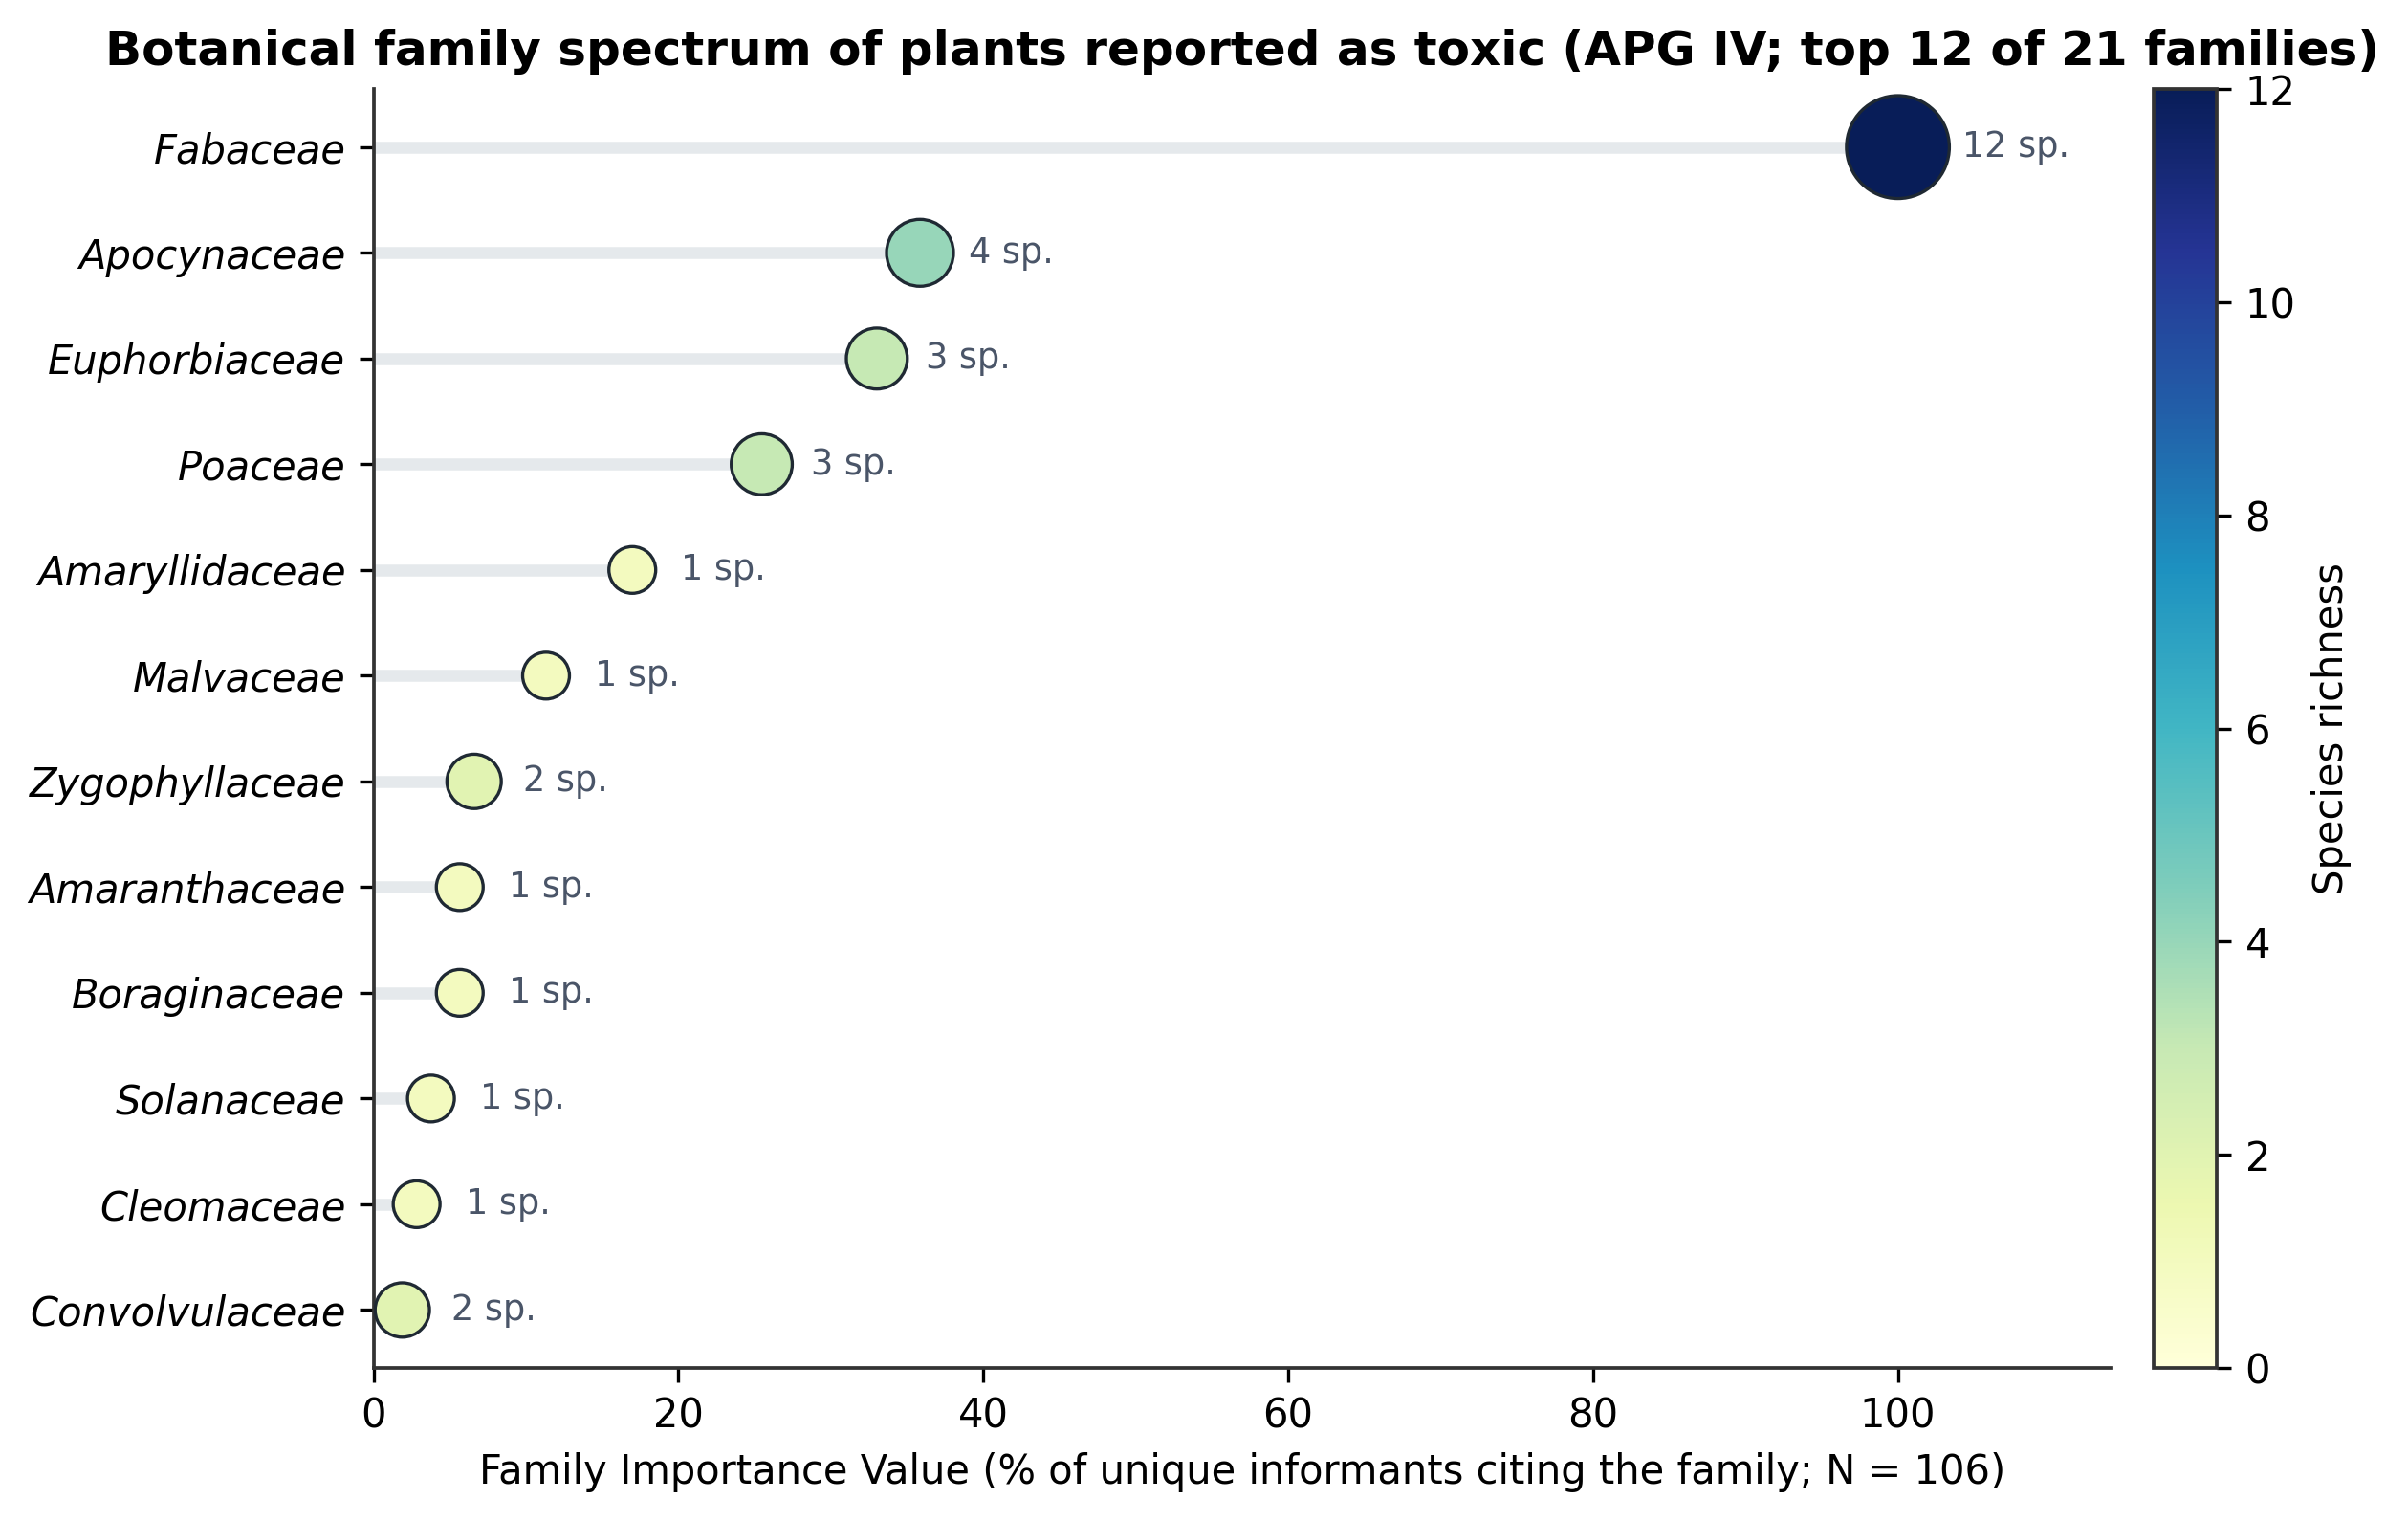 Botanical family spectrum of plants reported as toxic (APG IV; top 12 of 21 families)
Fabaceae 12 sp.
Apocynaceae 4 sp.
Euphorbiaceae 3 sp.
Poaceae 3 sp.
Amaryllidaceae 1 sp.
Malvaceae 1 sp.
Zygophyllaceae 2 sp.
Amaranthaceae 1 sp.
Boraginaceae 1 sp.
Solanaceae 1 sp.
Cleomaceae 1 sp.
Convolvulaceae 2 sp.
0 20 40 60 80 100
Family Importance Value (% of unique informants citing the family; N = 106)
12
10
8
6
4
2
0
Species richness